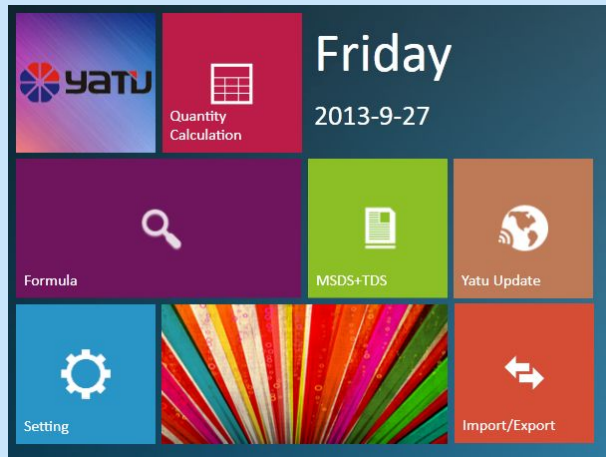 YATU
Friday
2013-9-27
Quantity
Calculation
Formula
MSDS+TDS
Yatu Update
Setting
Import/Export